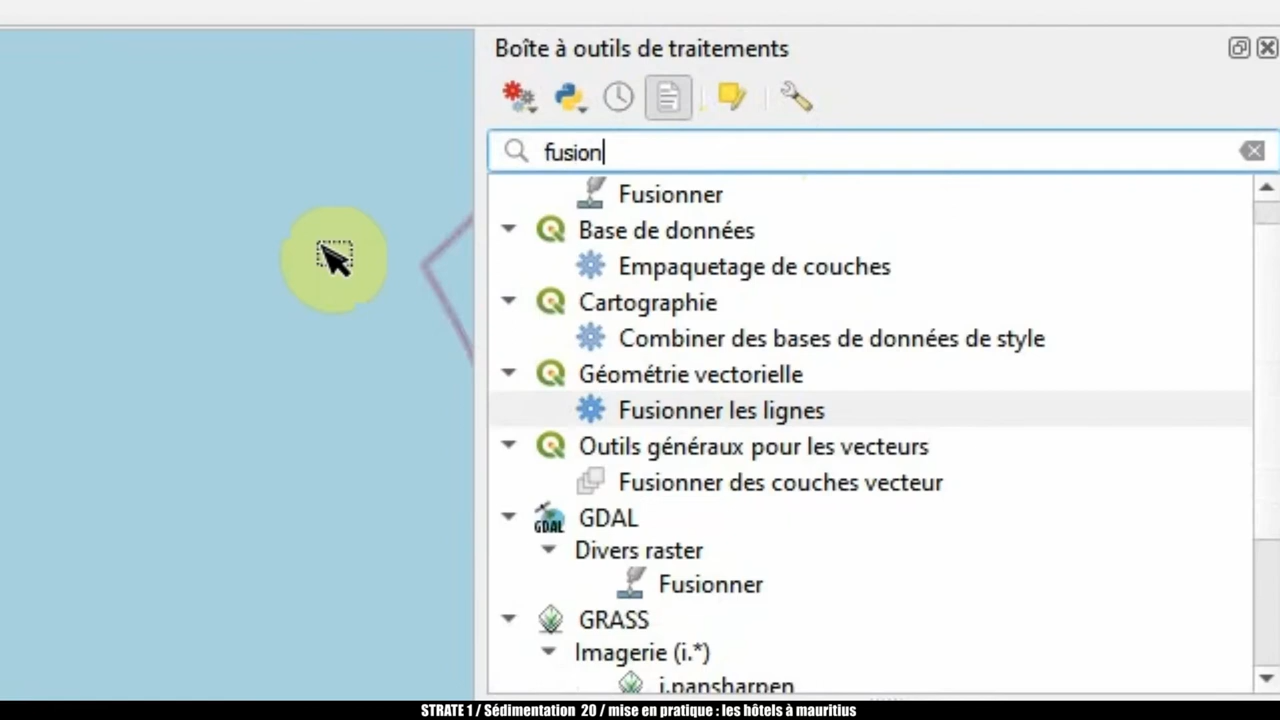 Boîte à outils de traitements
fusion
Fusionner
Base de données
Empaquetage de couches
Cartographie
Combiner des bases de données de style
Géométrie vectorielle
Fusionner les lignes
Outils généraux pour les vecteurs
Fusionner des couches vecteur
GDAL GDAL
Divers raster
Fusionner
GRASS
Imagerie (i.*)
i.pansharpen
STRATE 1 / Sédimentation 20 / mise en pratique : les hôtels à mauritius